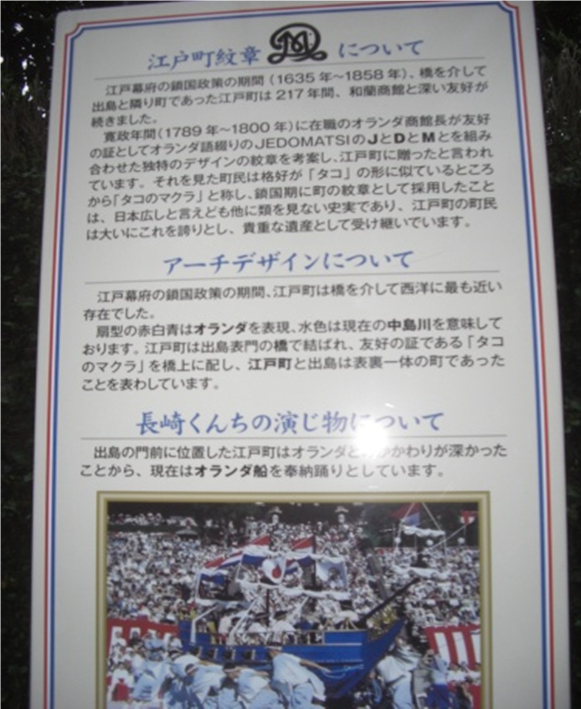 江戸町紋章 について
江戸幕府の鎖国政策の期間(1635年~1858年)、橋を介して
出島と隣り町であった江戸町は217年間、和蘭商館と深い友好が
続きました。
寛政年間(1789年~1800年)に在職のオランダ商館長が友好
の証としてオランダ語綴りのJEDOMATSIのJとDとMとを組み
合わせた独特のデザインの紋章を考案し、江戸町に贈ったと言われ
ています。それを見た町民は格好が「タコ」の形に似ているところ
から「タコのマクラ」と称し、鎖国期に町の紋章として採用したこと
は、日本広しと言えども他に類を見ない史実であり、江戸町の町民
は大いにこれを誇りとし、貴重な遺産として受け継いでいます。
アーチデザインについて
江戸幕府の鎖国政策の期間、江戸町は橋を介して西洋に最も近い
存在でした。
扇型の赤白青はオランダを表現、水色は現在の中島川を意味して
おります。江戸町は出島表門の橋で結ばれ、友好の証である「タコ
のマクラ」を橋上に配し、江戸町と出島は表裏一体の町であった
ことを表わしています。
長崎くんちの演じ物について
出島の門前に位置した江戸町はオランダとのかかわりが深かった
ことから、現在はオランダ船を奉納踊りとしています。